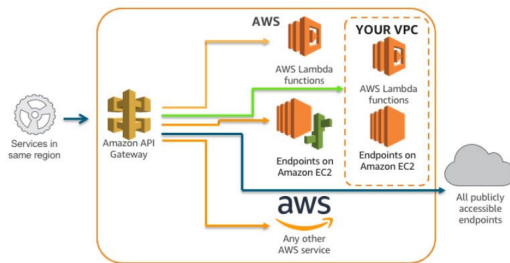 AWS
YOUR VPC
AWS Lambda
functions
AWS Lambda
functions
Services in
same region
Amazon API
Gateway
Endpoints on
Amazon EC2
Endpoints on
Amazon EC2
All publicly
accessible
endpoints
aws
Any other
AWS service